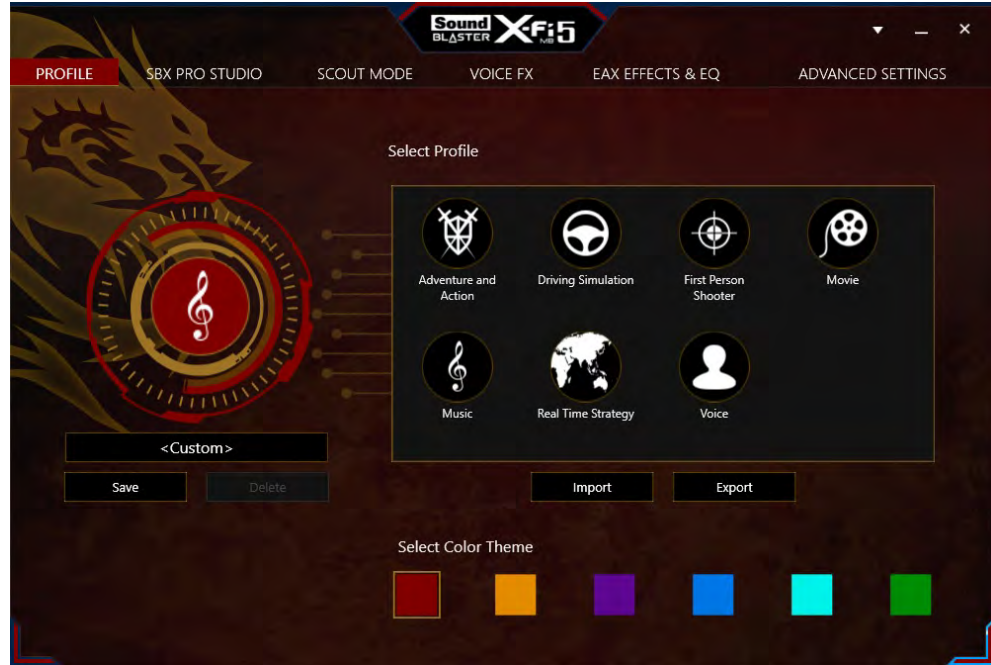 Sound
BLASTER
X-Fi 5
MB
PROFILE SBX PRO STUDIO SCOUT MODE VOICE FX EAX EFFECTS & EQ ADVANCED SETTINGS
Select Profile
Adventure and
Action
Driving Simulation
First Person
Shooter
Movie
Music
Real Time Strategy
Voice
<Custom>
Save
Delete
Import
Export
Select Color Theme